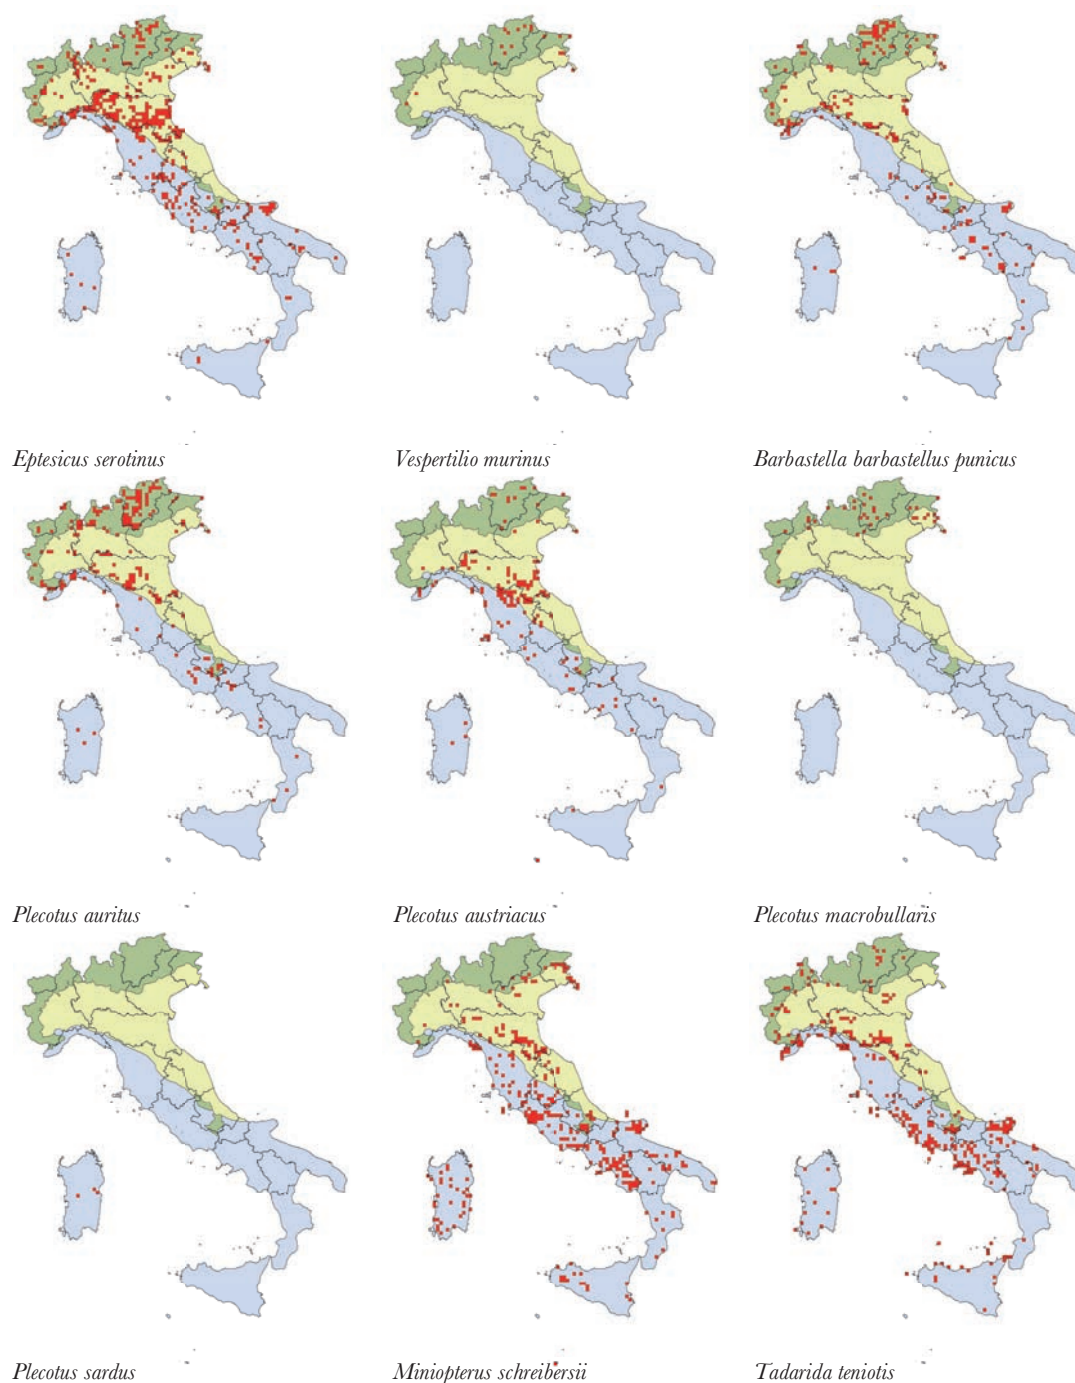 Eptesicus serotinus
Vespertilio murinus
Barbastella barbastellus punicus
Plecotus auritus
Plecotus austriacus
Plecotus macrobullaris
Plecotus sardus
Miniopterus schreibersii
Tadarida teniotis